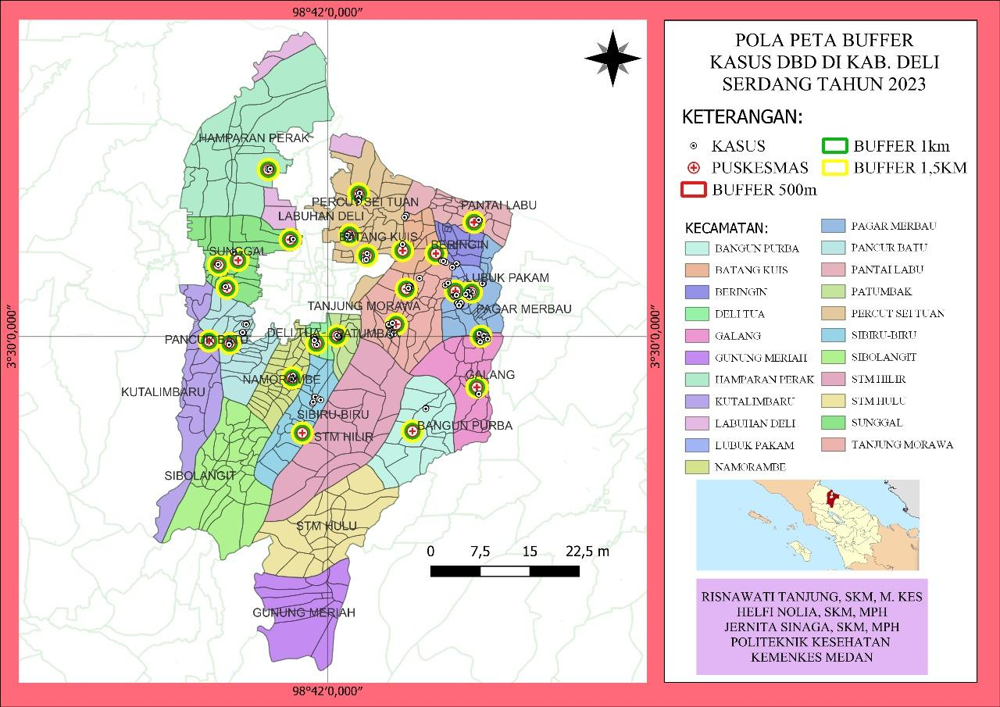 98°42′0,000″
HAMPARAN PERAK
PERCUT SEI TUAN
PANTAI LABU
LABUHAN DELI
BATANG KUIS
BERINGIN
SUNGGAL
LUBUK PAKAM
TANJUNG MORAWA
PAGAR MERBAU
3°30′0,000″
3°30′0,000″
DELI TUA
PATUMBAK
PANCUR BATU
GALANG
NAMORAMBE
KUTALIMBARU
SIBIRU-BIRU
BANGUN PURBA
STM HILIR
SIBOLANGIT
STM HULU
0 7,5 15 22,5 m
GUNUNG MERIAH
98°42′0,000″
POLA PETA BUFFER
KASUS DBD DI KAB. DELI
SERDANG TAHUN 2023
KETERANGAN:
KASUS
BUFFER 1km
PUSKESMAS
BUFFER 1,5KM
BUFFER 500m
KECAMATAN:
BANGUN PURBA
BATANG KUIS
BERINGIN
DELI TUA
GALANG
GUNUNG MERIAH
HAMPARAN PERAK
KUTALIMBARU
LABUHAN DELI
LUBUK PAKAM
NAMORAMBE
PAGAR MERBAU
PANCUR BATU
PANTAI LABU
PATUMBAK
PERCUT SEI TUAN
SIBIRU-BIRU
SIBOLANGIT
STM HILIR
STM HULU
SUNGGAL
TANJUNG MORAWA
RISNAWATI TANJUNG, SKM, M. KES
HELFI NOLIA, SKM, MPH
JERNITA SINAGA, SKM, MPH
POLITEKNIK KESEHATAN
KEMENKES MEDAN